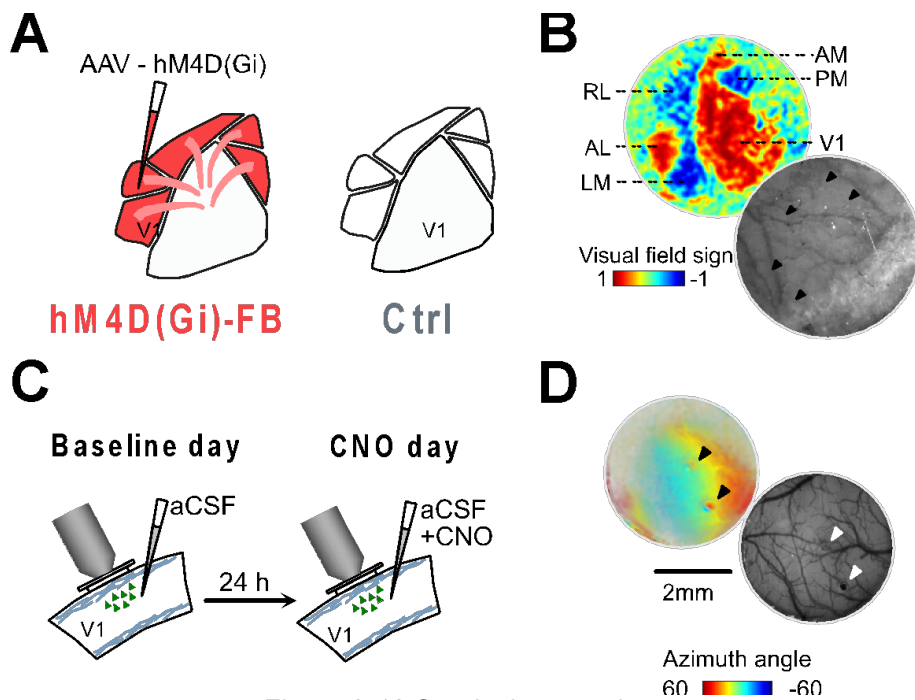 A
AAV - hM4D(Gi)
V1
V1
hM4D(Gi)-FB
Ctrl
B
AM
PM
RL
AL
V1
LM
Visual field sign
1 -1
C
Baseline day
CNO day
aCSF
aCSF
+CNO
24 h
V1
V1
D
2mm
Azimuth angle
60 -60